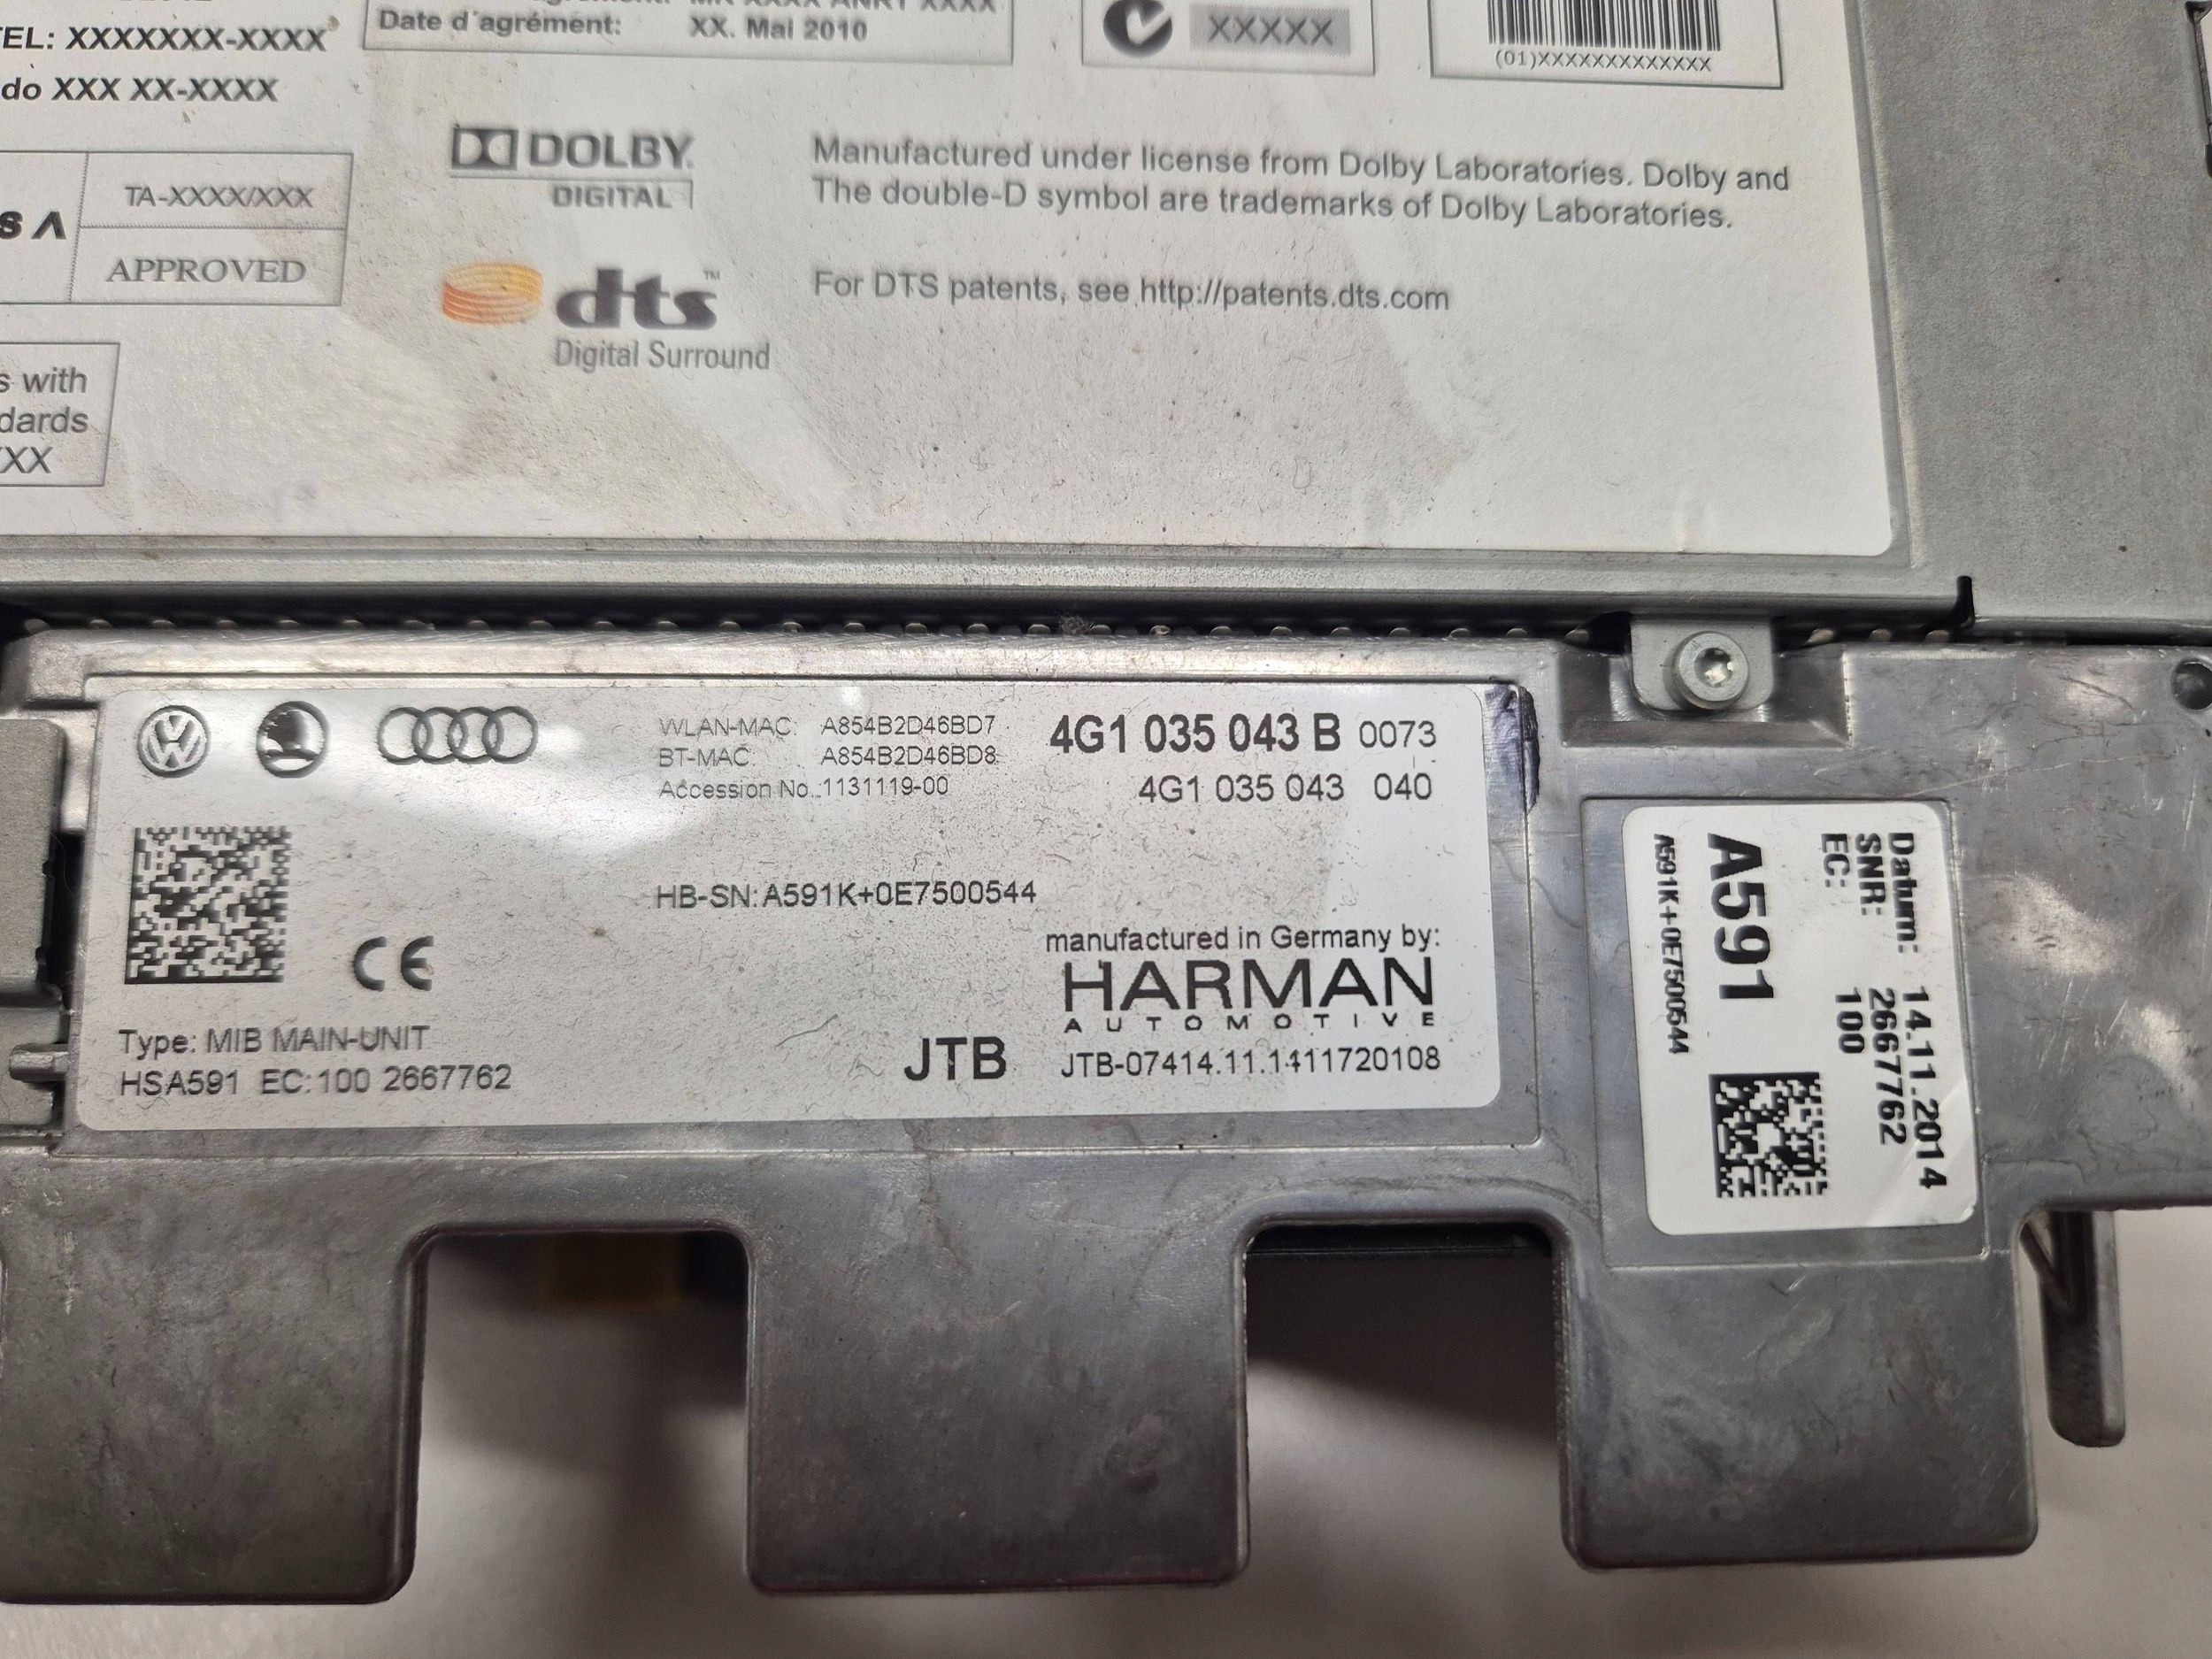 TEL: XXXXXXX-XXXX
do XXX XX-XXXX
Date d'agrément: XX. Mai 2010
XXXXX
(01)XXXXXXXXXXXXX
TA-XXXX/XXX
APPROVED
DOLBY
DIGITAL
Manufactured under license from Dolby Laboratories. Dolby and
The double-D symbol are trademarks of Dolby Laboratories.
dts™
Digital Surround
For DTS patents, see http://patents.dts.com
s with
dards
XX
WLAN-MAC: A854B2D46BD7
BT-MAC: A854B2D46BD8
Accession No.:1131119-00
4G1 035 043 B 0073
4G1 035 043 040
HB-SN:A591K+0E7500544
CE
manufactured in Germany by:
HARMAN
AUTOMOTIVE
Type: MIB MAIN-UNIT
HSA591 EC:100 2667762
JTB JTB-07414.11.1411720108
Datum: 14.11.2014
SNR: 2667762
EC: 100
A591
A591K+0E7500544